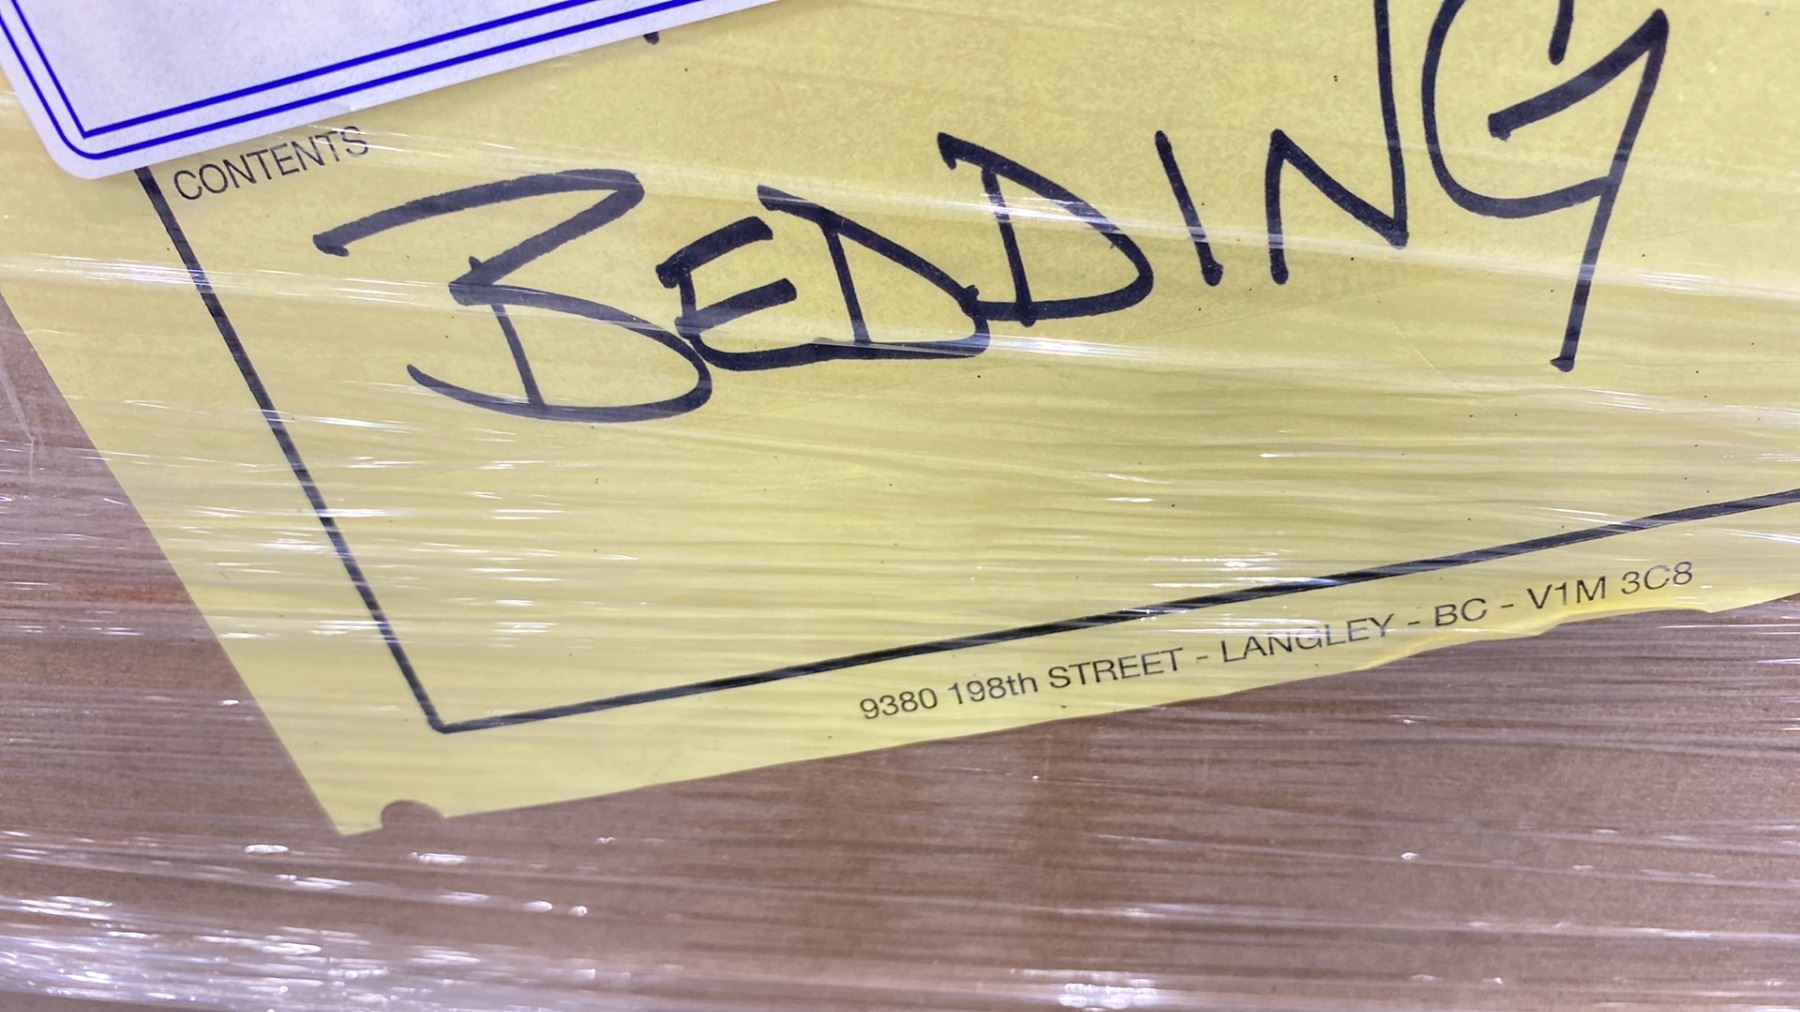 CONTENTS
BEDDING
9380 198th STREET - LANGLEY - BC - V1M 3C8